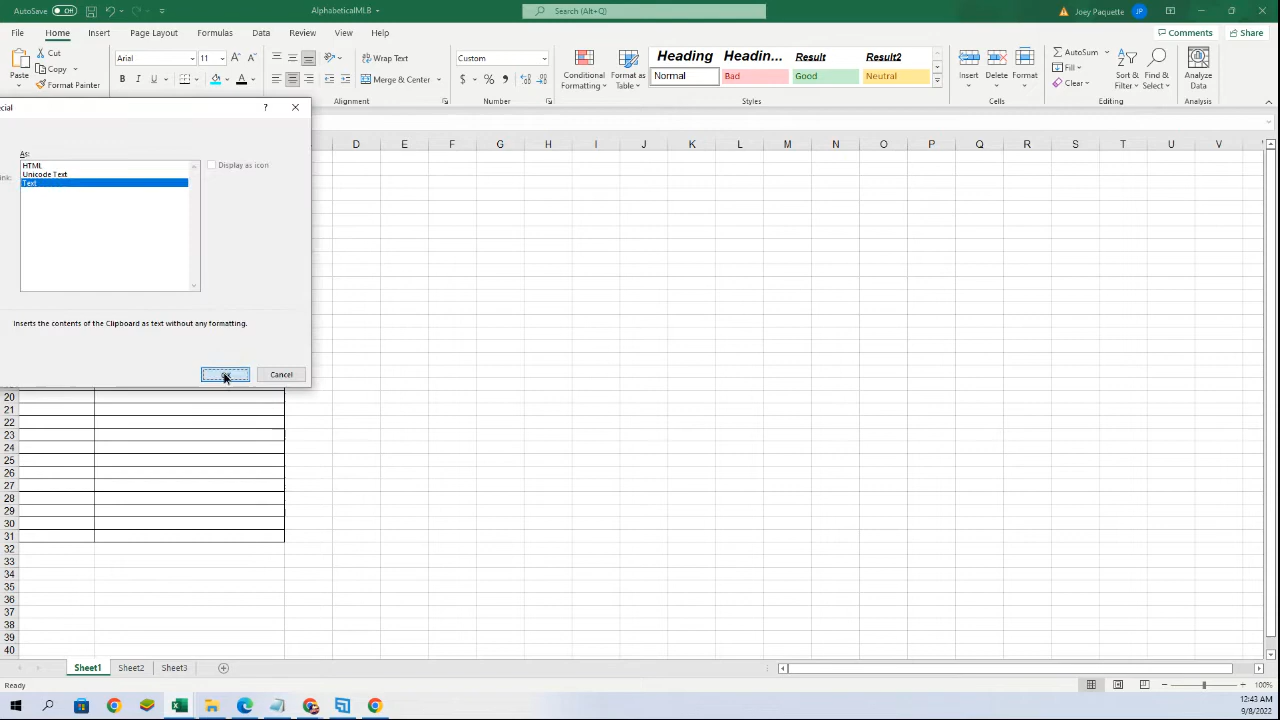 AutoSave Off AlphabeticalMLB Search (Alt+Q) Joey Paquette JP
File Home Insert Page Layout Formulas Data Review View Help Comments Share
Paste Cut Copy Format Painter
Arial 11 B I U A
Wrap Text Merge & Center Alignment
Custom $ % Number
Conditional Formatting Format as Table
Heading Headin... Result Result2
Normal Bad Good Neutral
Styles
Insert Delete Format Cells
AutoSum Fill Clear Sort & Filter Find & Select Editing
Analyze Data Analysis
ecial ?
As:
HTML
Unicode Text
ink: Text
Display as icon
Inserts the contents of the Clipboard as text without any formatting.
Cancel
D E F G H I J K L M N O P Q R S T U V
20
21
22
23
24
25
26
27
28
29
30
31
32
33
34
35
36
37
38
39
40
Sheet1 Sheet2 Sheet3
Ready 100%
12:43 AM
9/8/2022